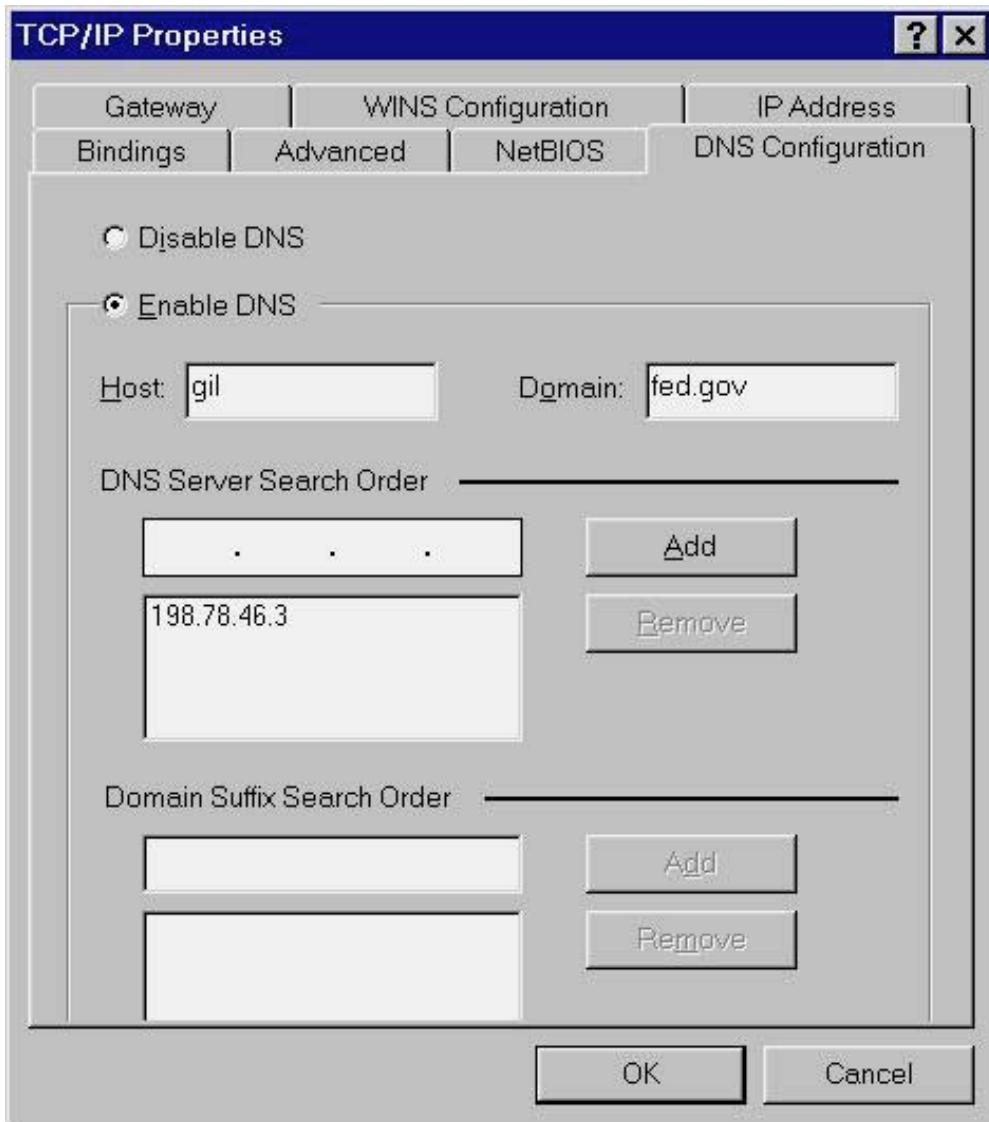 TCP/IP Properties
Gateway WINS Configuration IP Address
Bindings Advanced NetBIOS DNS Configuration
Disable DNS
Enable DNS
Host: gil Domain: fed.gov
DNS Server Search Order
. . . Add
198.78.46.3 Remove
Domain Suffix Search Order
Add
Remove
OK Cancel